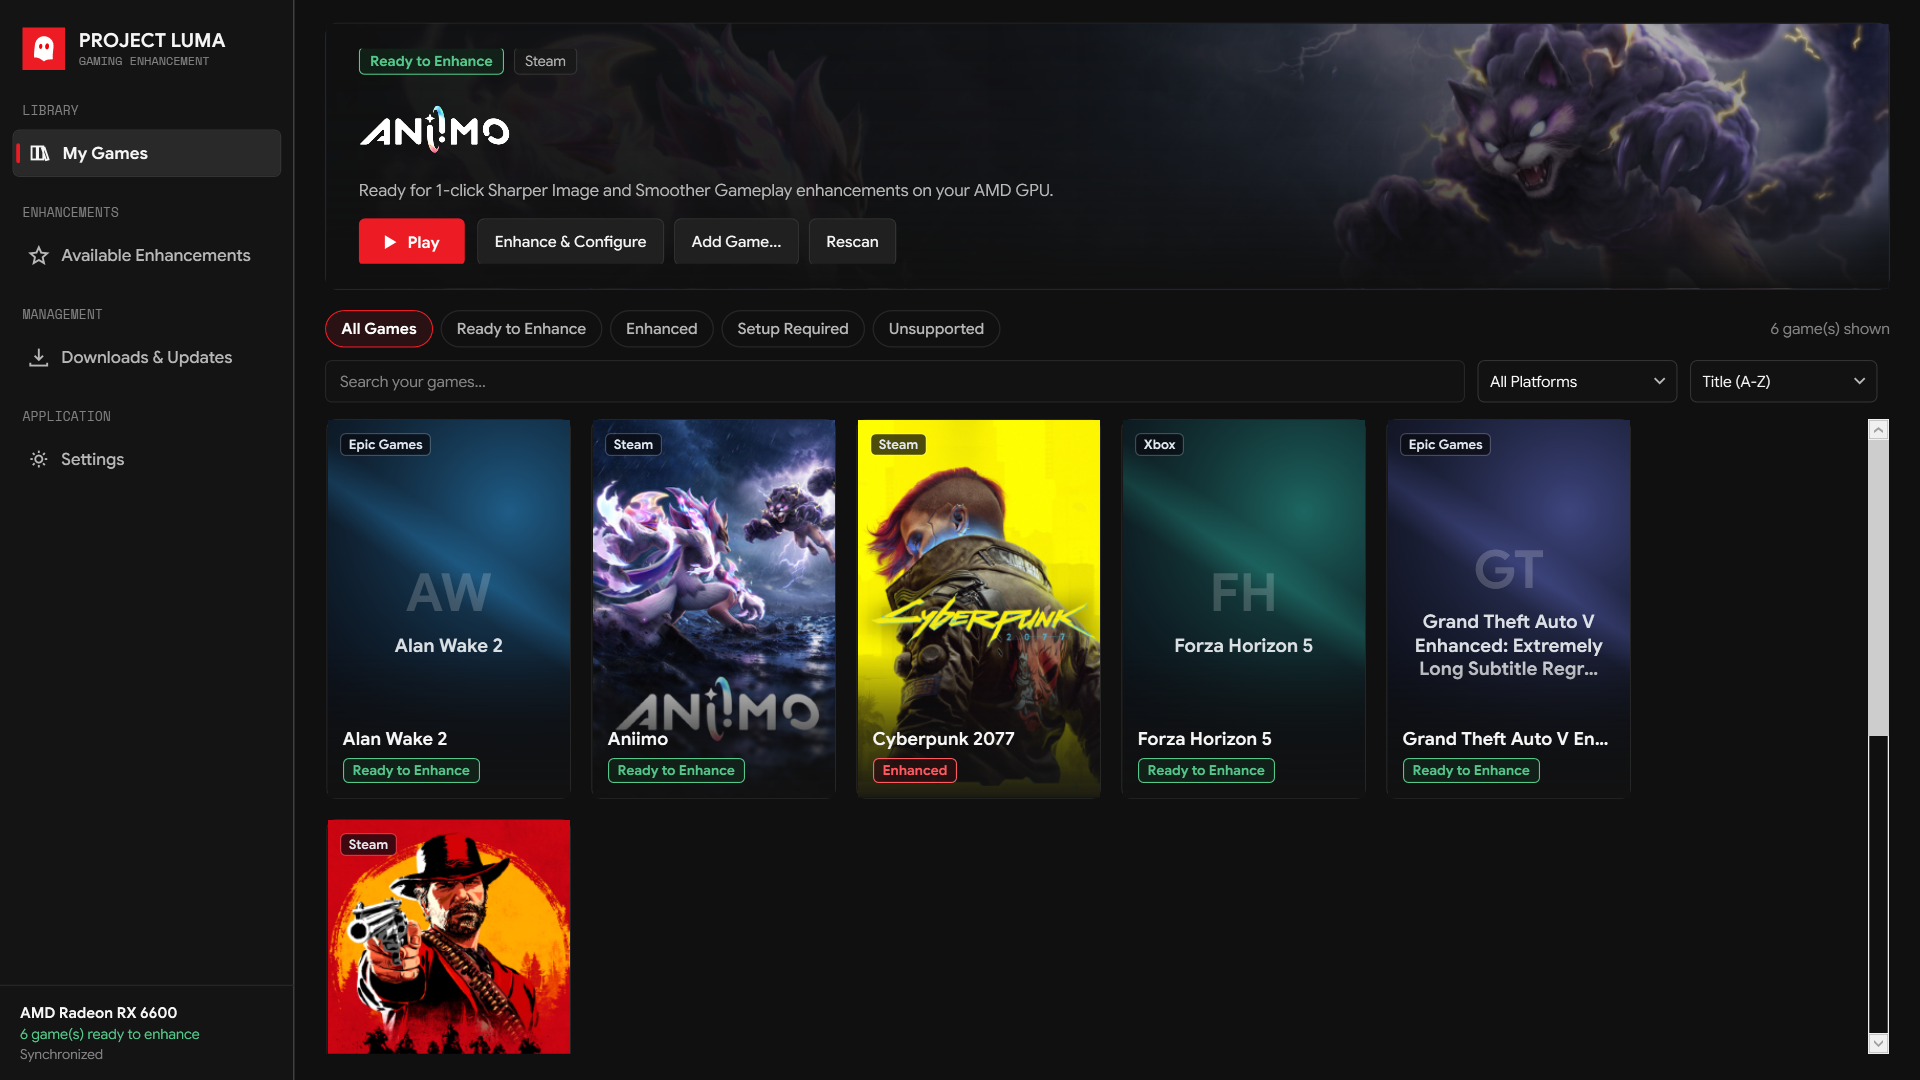 PROJECT LUMA
GAMING ENHANCEMENT
LIBRARY
My Games
ENHANCEMENTS
Available Enhancements
MANAGEMENT
Downloads & Updates
APPLICATION
Settings
AMD Radeon RX 6600
6 game(s) ready to enhance
Synchronized
Ready to Enhance
Steam
ANIIMO
Ready for 1-click Sharper Image and Smoother Gameplay enhancements on your AMD GPU.
Play
Enhance & Configure
Add Game...
Rescan
All Games
Ready to Enhance
Enhanced
Setup Required
Unsupported
6 game(s) shown
Search your games...
All Platforms
Title (A-Z)
Epic Games
AW
Alan Wake 2
Alan Wake 2
Ready to Enhance
Steam
ANIIMO
Aniimo
Ready to Enhance
Steam
Cyberpunk
2077
Cyberpunk 2077
Enhanced
Xbox
FH
Forza Horizon 5
Forza Horizon 5
Ready to Enhance
Epic Games
GT
Grand Theft Auto V
Enhanced: Extremely
Long Subtitle Regr...
Grand Theft Auto V En...
Ready to Enhance
Steam